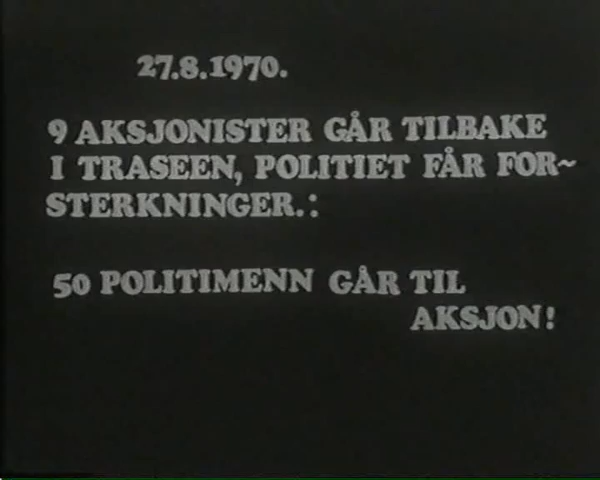 27.8.1970.
9 AKSJONISTER GÅR TILBAKE
I TRASEEN, POLITIET FÅR FOR~
STERKNINGER.:
50 POLITIMENN GÅR TIL
AKSJON!